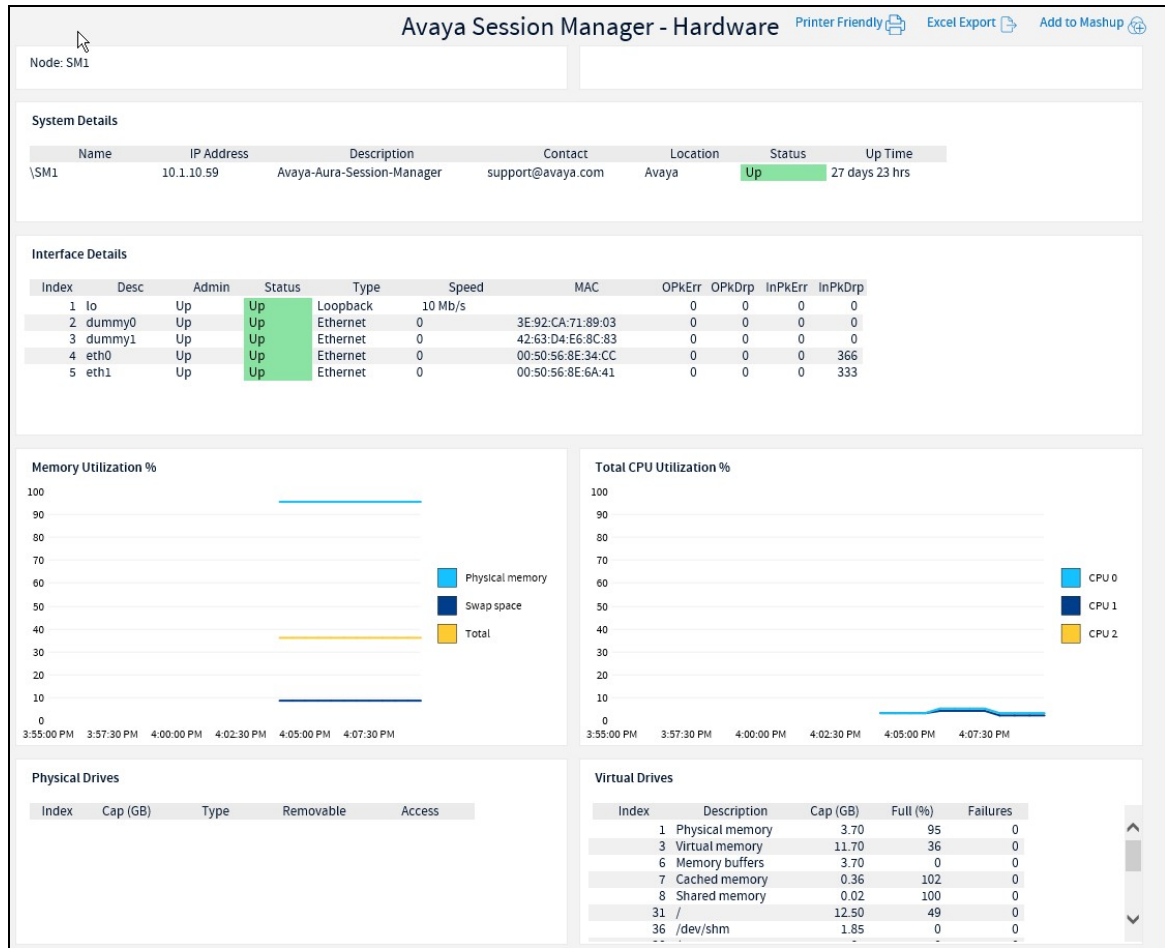 Avaya Session Manager - Hardware Printer Friendly Excel Export Add to Mashup
Node: SM1
System Details
Name IP Address Description Contact Location Status Up Time
\SM1 10.1.10.59 Avaya-Aura-Session-Manager support@avaya.com Avaya Up 27 days 23 hrs
Interface Details
Index Desc Admin Status Type Speed MAC OPkErr OPkDrp InPkErr InPkDrp
1 lo Up Up Loopback 10 Mb/s 0 0 0 0
2 dummy0 Up Up Ethernet 0 3E:92:CA:71:89:03 0 0 0 0
3 dummy1 Up Up Ethernet 0 42:63:D4:E6:8C:83 0 0 0 0
4 eth0 Up Up Ethernet 0 00:50:56:8E:34:CC 0 0 0 366
5 eth1 Up Up Ethernet 0 00:50:56:8E:6A:41 0 0 0 333
Memory Utilization %
100
90
80
70
60
50
40
30
20
10
0
3:55:00 PM 3:57:30 PM 4:00:00 PM 4:02:30 PM 4:05:00 PM 4:07:30 PM
Physical memory
Swap space
Total
Total CPU Utilization %
100
90
80
70
60
50
40
30
20
10
0
3:55:00 PM 3:57:30 PM 4:00:00 PM 4:02:30 PM 4:05:00 PM 4:07:30 PM
CPU 0
CPU 1
CPU 2
Physical Drives
Index Cap (GB) Type Removable Access
Virtual Drives
Index Description Cap (GB) Full (%) Failures
1 Physical memory 3.70 95 0
3 Virtual memory 11.70 36 0
6 Memory buffers 3.70 0 0
7 Cached memory 0.36 102 0
8 Shared memory 0.02 100 0
31 / 12.50 49 0
36 /dev/shm 1.85 0 0